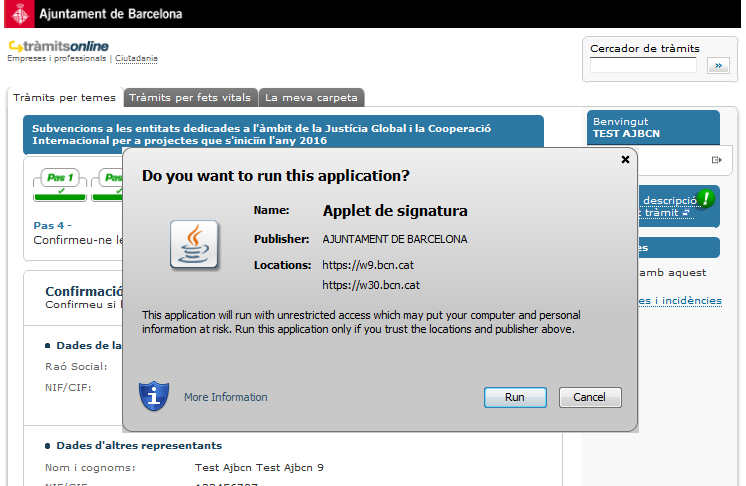 Ajuntament de Barcelona
tràmitsonline
Empreses i professionals | Ciutadania
Cercador de tràmits
»
Tràmits per temes
Tràmits per fets vitals
La meva carpeta
Subvencions a les entitats dedicades a l'àmbit de la Justícia Global i la Cooperació
Internacional per a projectes que s'iniciïn l'any 2016
Benvingut
TEST AJBCN
Pas 1
Pas
Pas 4 -
Confirmeu-ne
descripció
tràmit
amb aquest
es i incidències
Do you want to run this application?
Name: Applet de signatura
Publisher: AJUNTAMENT DE BARCELONA
Locations: https://w9.bcn.cat
https://w30.bcn.cat
This application will run with unrestricted access which may put your computer and personal
information at risk. Run this application only if you trust the locations and publisher above.
More Information
Run
Cancel
Confirmació
Confirmeu si
Dades de la
Raó Social:
NIF/CIF:
Dades d'altres representants
Nom i cognoms: Test Ajbcn Test Ajbcn 9